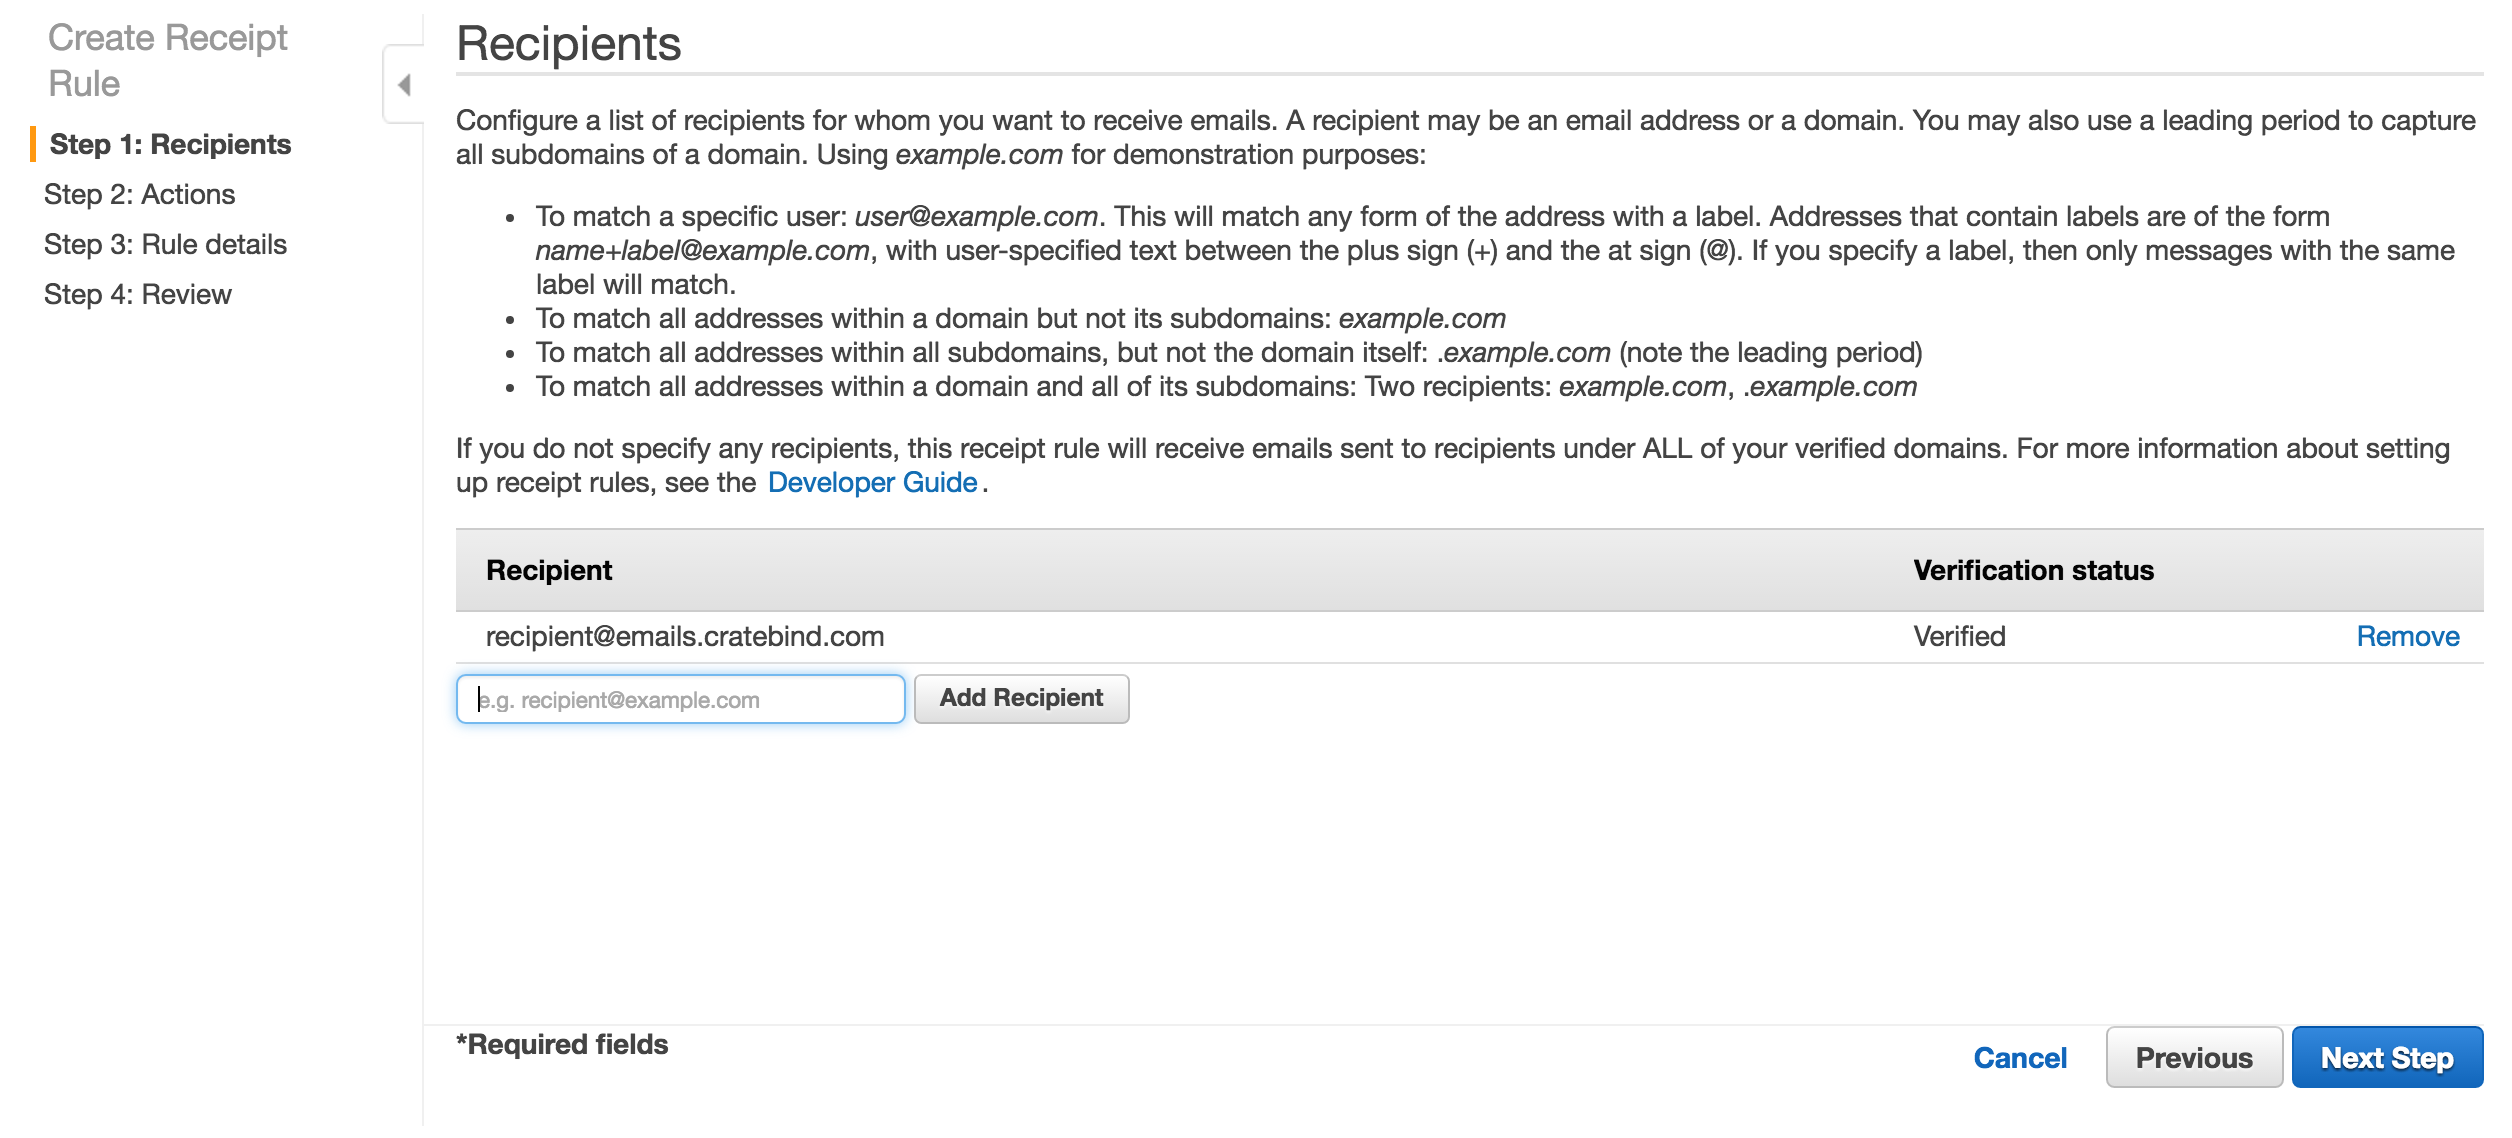 Create Receipt
Rule
Step 1: Recipients
Step 2: Actions
Step 3: Rule details
Step 4: Review
Recipients
Configure a list of recipients for whom you want to receive emails. A recipient may be an email address or a domain. You may also use a leading period to capture
all subdomains of a domain. Using example.com for demonstration purposes:
• To match a specific user: user@example.com. This will match any form of the address with a label. Addresses that contain labels are of the form
name+label@example.com, with user-specified text between the plus sign (+) and the at sign (@). If you specify a label, then only messages with the same
label will match.
• To match all addresses within a domain but not its subdomains: example.com
• To match all addresses within all subdomains, but not the domain itself: .example.com (note the leading period)
• To match all addresses within a domain and all of its subdomains: Two recipients: example.com, .example.com
If you do not specify any recipients, this receipt rule will receive emails sent to recipients under ALL of your verified domains. For more information about setting
up receipt rules, see the Developer Guide.
Recipient Verification status
recipient@emails.cratebind.com Verified Remove
e.g. recipient@example.com Add Recipient
*Required fields Cancel Previous Next Step